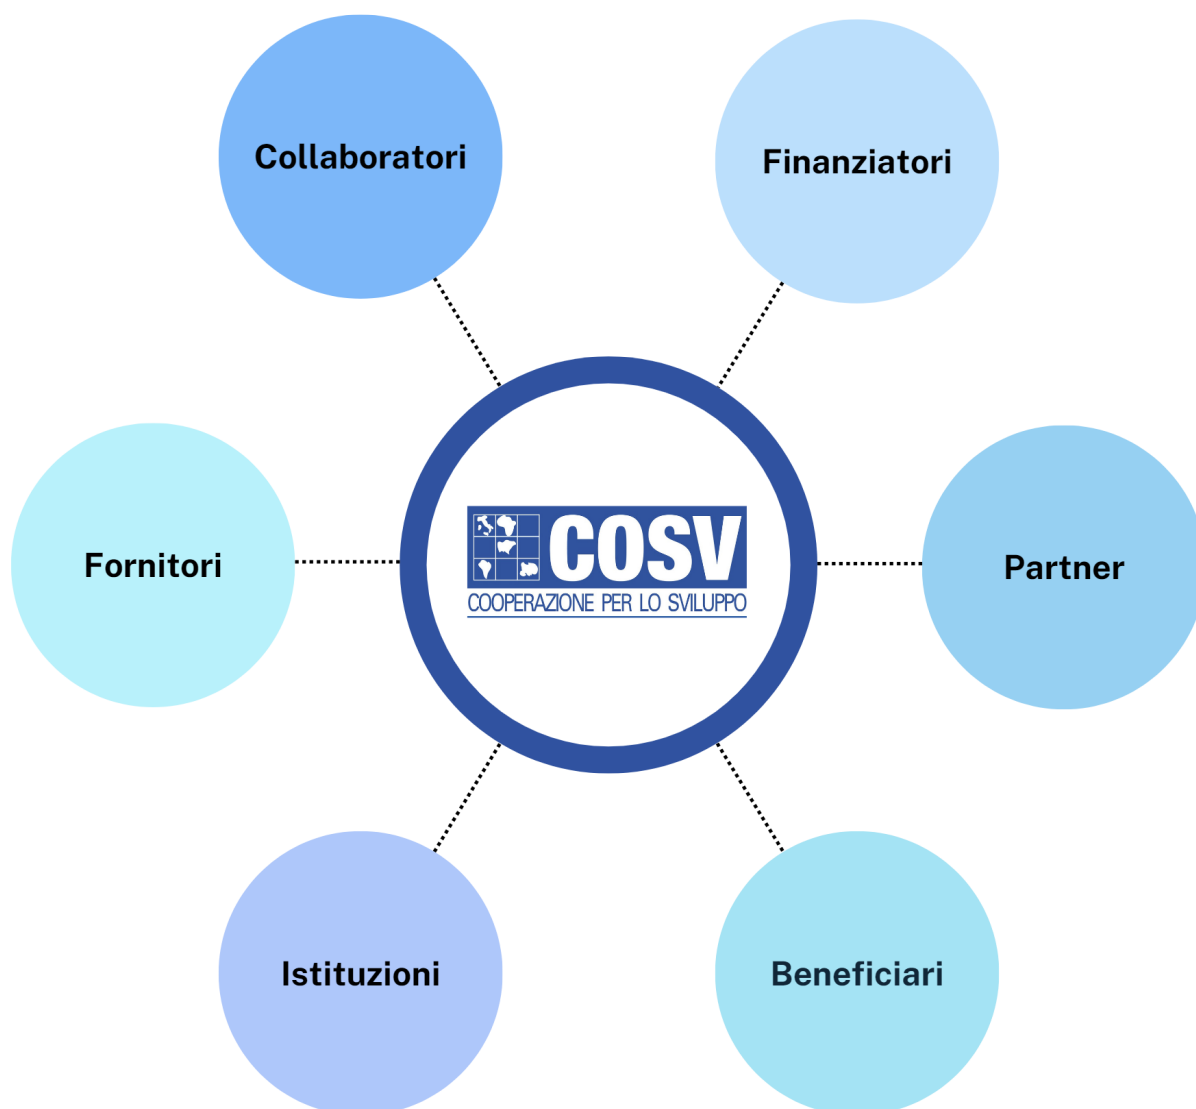 Collaboratori
Finanziatori
Fornitori
COSV
COOPERAZIONE PER LO SVILUPPO
Partner
Istituzioni
Beneficiari